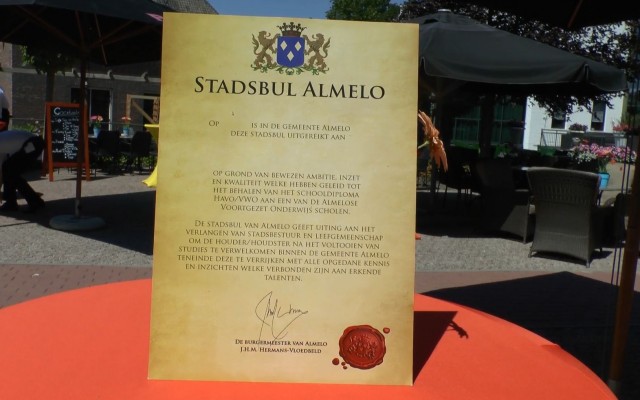 STADSBUL ALMELO
OP IS IN DE GEMEENTE ALMELO
DEZE STADSBUL UITGEREIKT AAN
OP GROND VAN BEWEZEN AMBITIE, INZET
EN KWALITEIT WELKE HEBBEN GELEID TOT
HET BEHALEN VAN HET SCHOOLDIPLOMA
HAVO/VWO AAN EEN VAN DE ALMELOSE
VOORTGEZET ONDERWIJS SCHOLEN.
DE STADSBUL VAN ALMELO GEEFT UITING AAN HET
VERLANGEN VAN STADSBESTUUR EN LEEFGEMEENSCHAP
OM DE HOUDER/HOUDSTER NA HET VOLTOOIEN VAN
STUDIES TE VERWELKOMEN BINNEN DE GEMEENTE ALMELO
TENEINDE DEZE TE VERRIJKEN MET ALLE OPGEDANE KENNIS
EN INZICHTEN WELKE VERBONDEN ZIJN AAN ERKENDE
TALENTEN.
DE BURGERMEESTER VAN ALMELO
J.H.M. HERMANS-VLOEDBELD